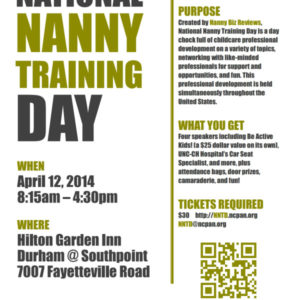 NATIONAL
NANNY
TRAINING
DAY
WHEN
April 12, 2014
8:15am – 4:30pm
WHERE
Hilton Garden Inn
Durham @ Southpoint
7007 Fayetteville Road
PURPOSE
Created by Nanny Biz Reviews,
National Nanny Training Day is a day
chock full of childcare professional
development on a variety of topics,
networking with like-minded
professionals for support and
opportunities, and fun. This
professional development is held
simultaneously throughout the
United States.
WHAT YOU GET
Four speakers including Be Active
Kids! (a $25 dollar value on its own),
UNC-CH Hospital's Car Seat
Specialist, and more, plus
attendance bags, door prizes,
camaraderie, and fun!
TICKETS REQUIRED
$30 http://NNTD.ncpan.org
NNTD@ncpan.org